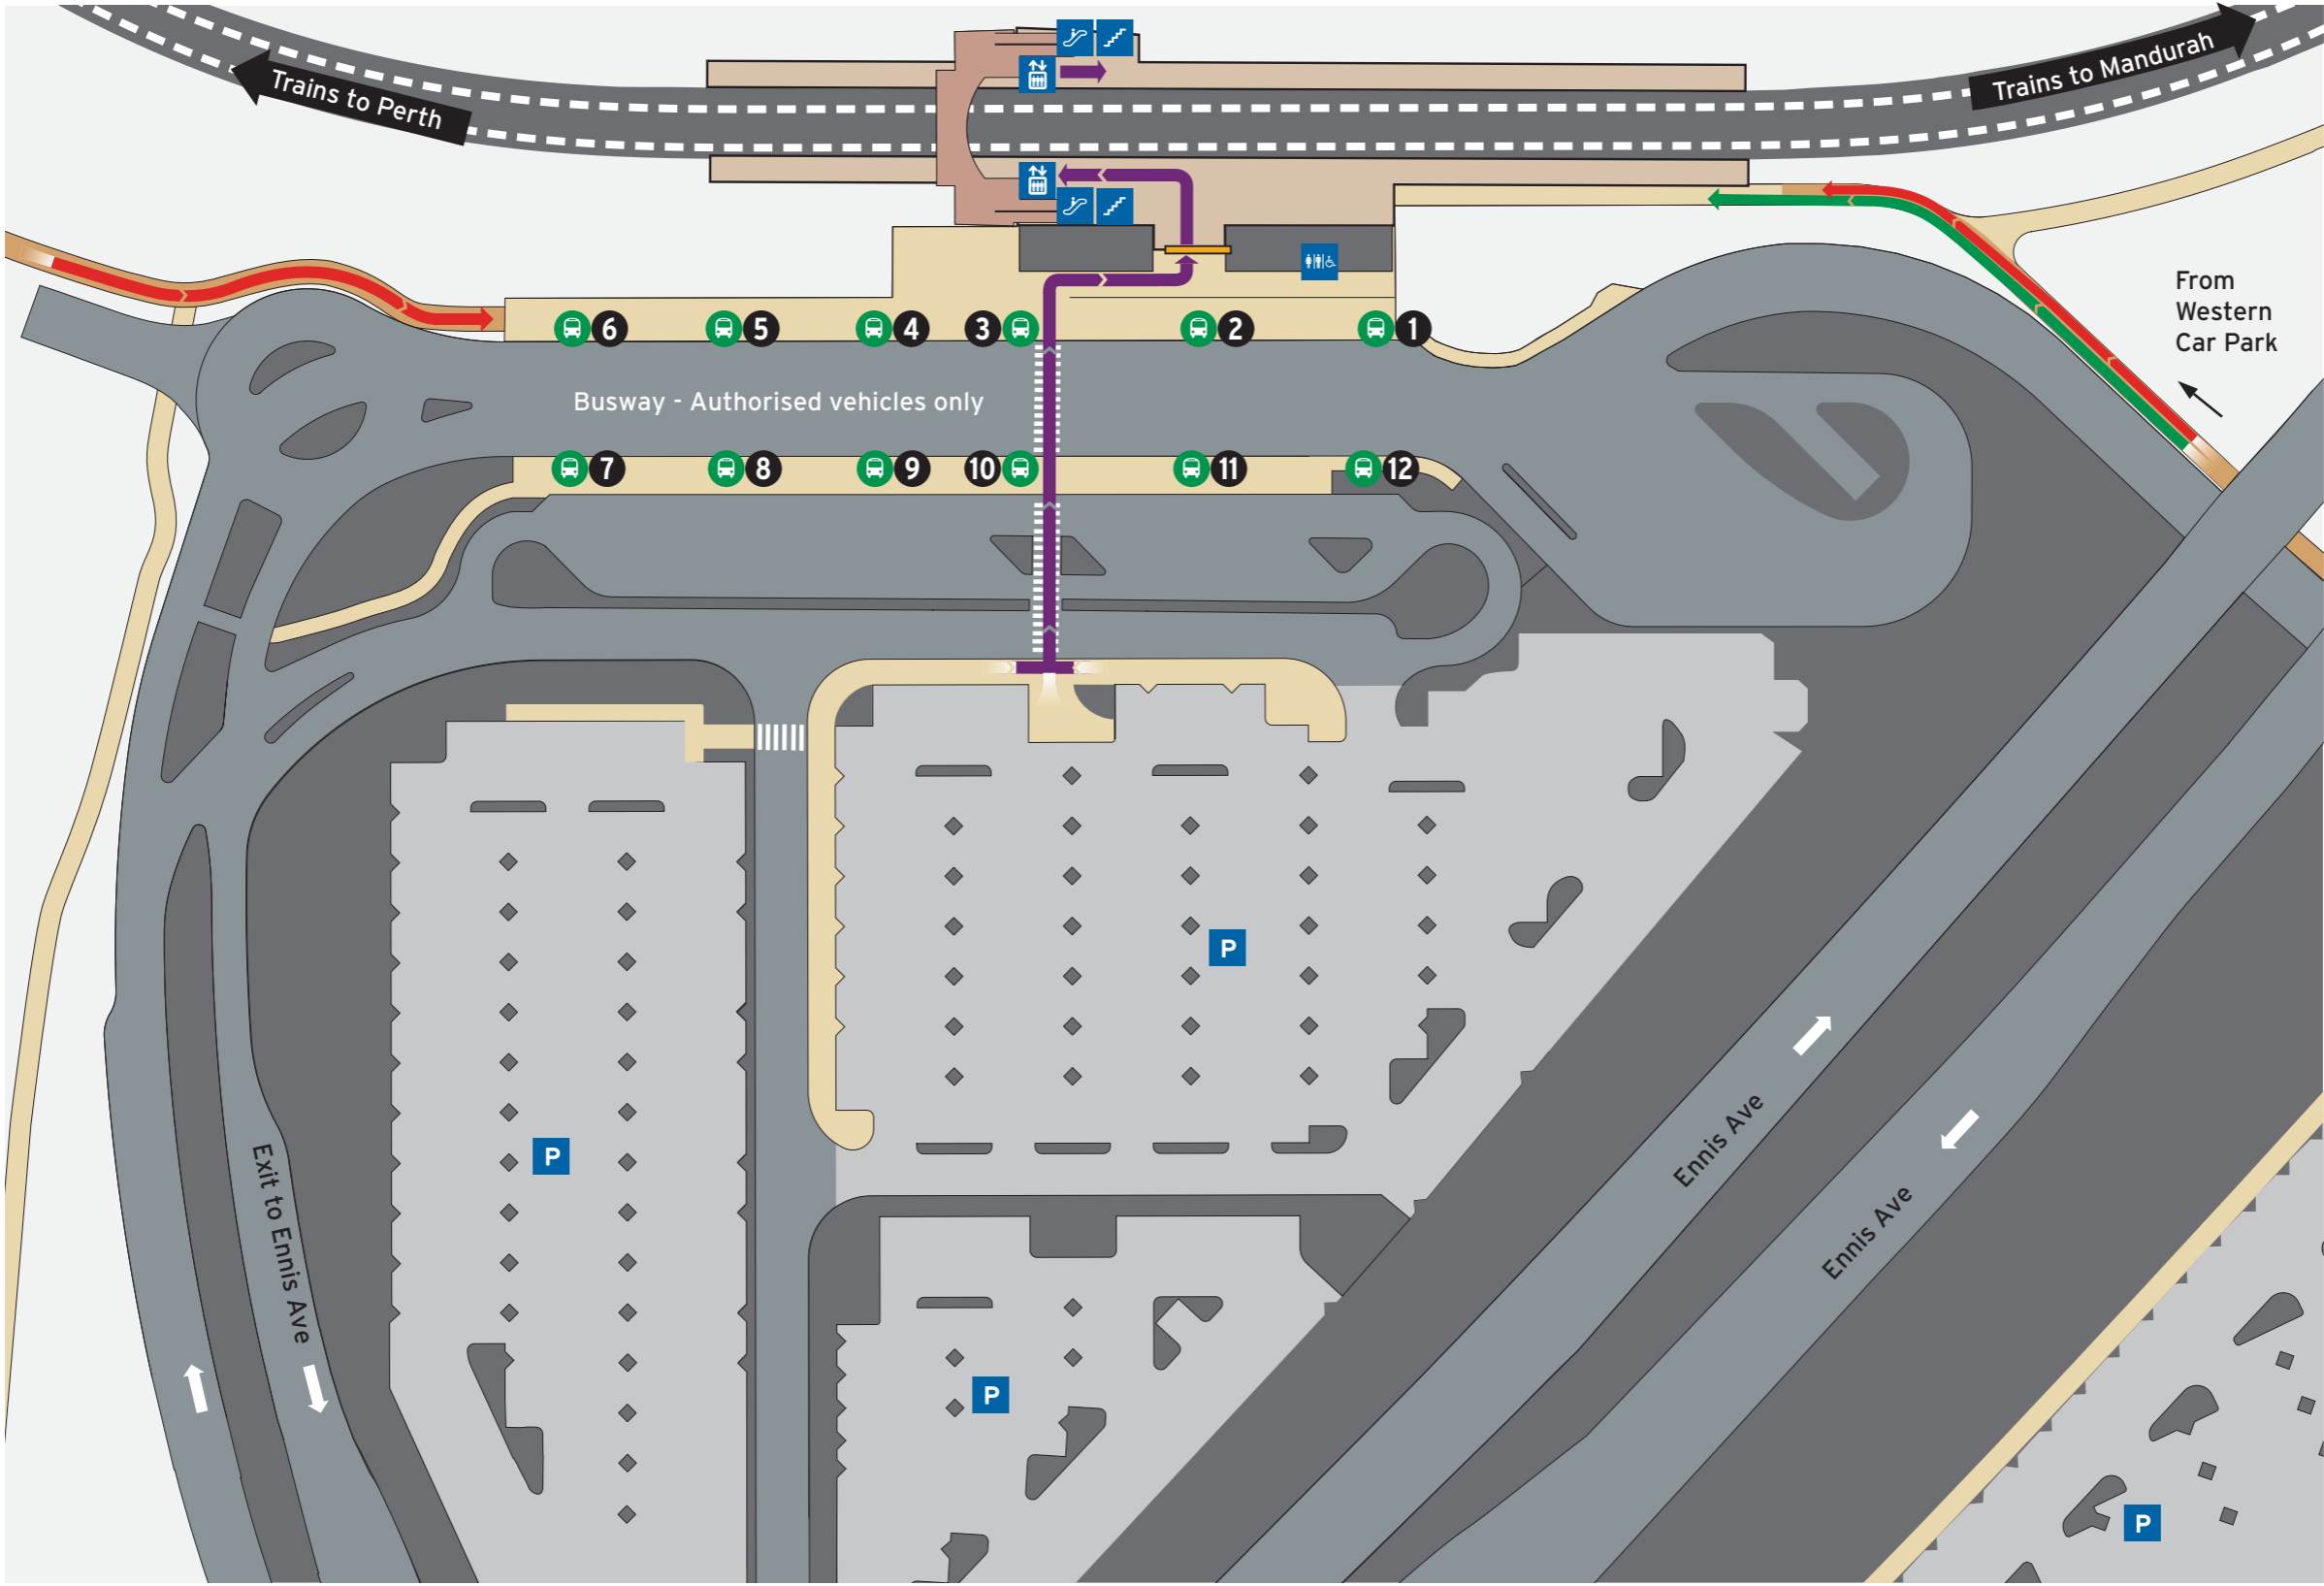 Trains to Perth
Trains to Mandurah
From
Western
Car Park
6
5
4
3
2
1
Busway - Authorised vehicles only
7
8
9
10
11
12
P
P
P
P
Ennis Ave
Ennis Ave
Exit to Ennis Ave